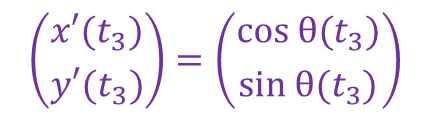 (x′(t₃)) = (cos θ(t₃))
(y′(t₃)) (sin θ(t₃))